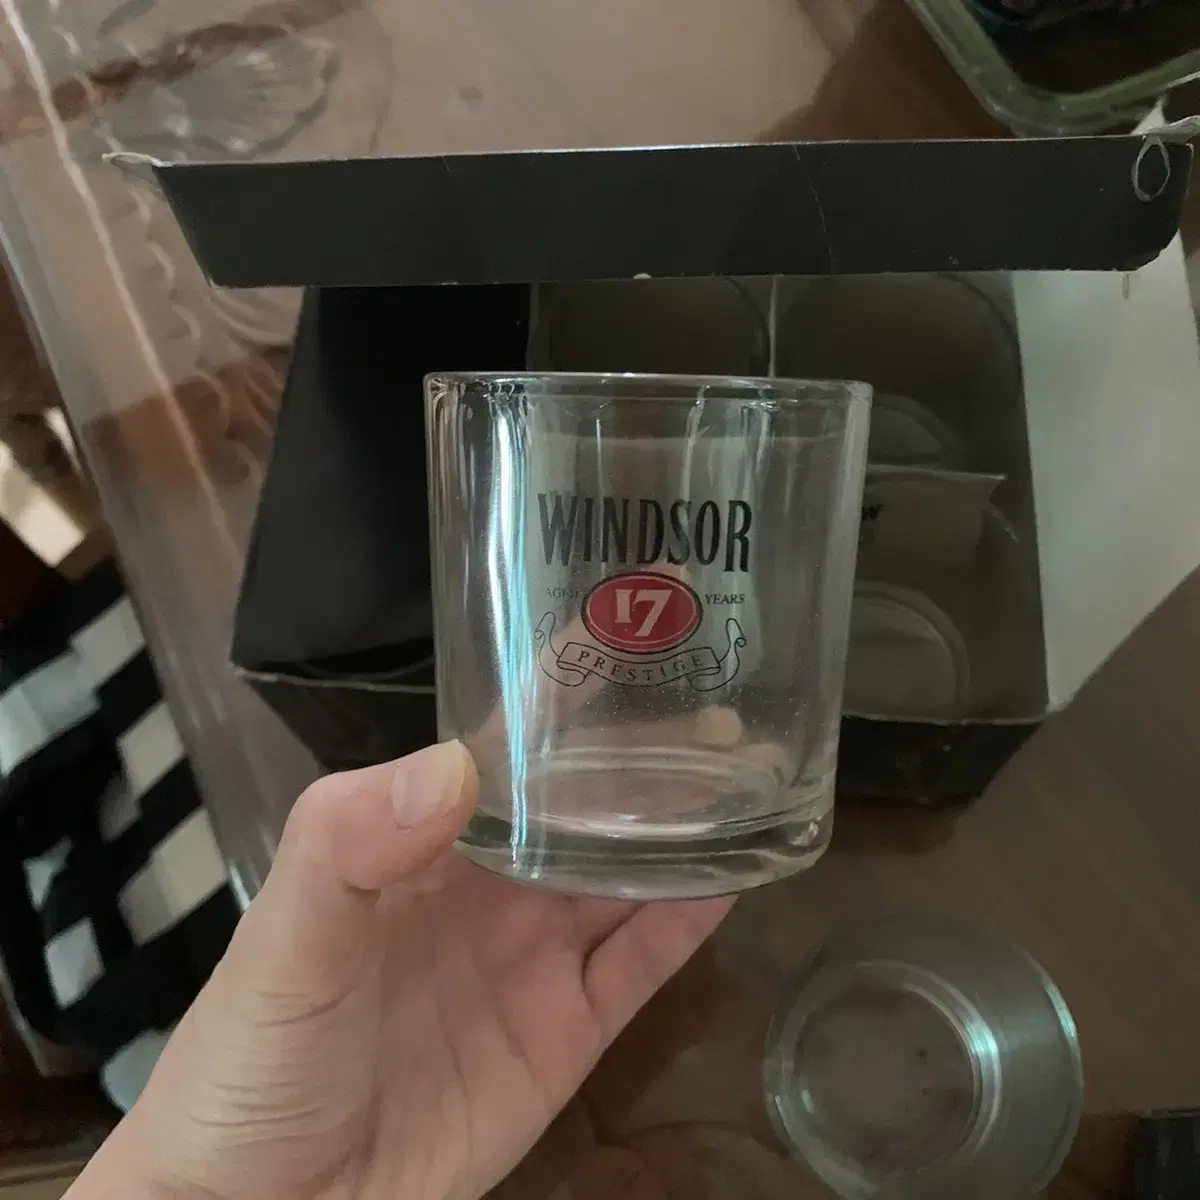 WINDSOR
AGED 17 YEARS
PRESTIGE